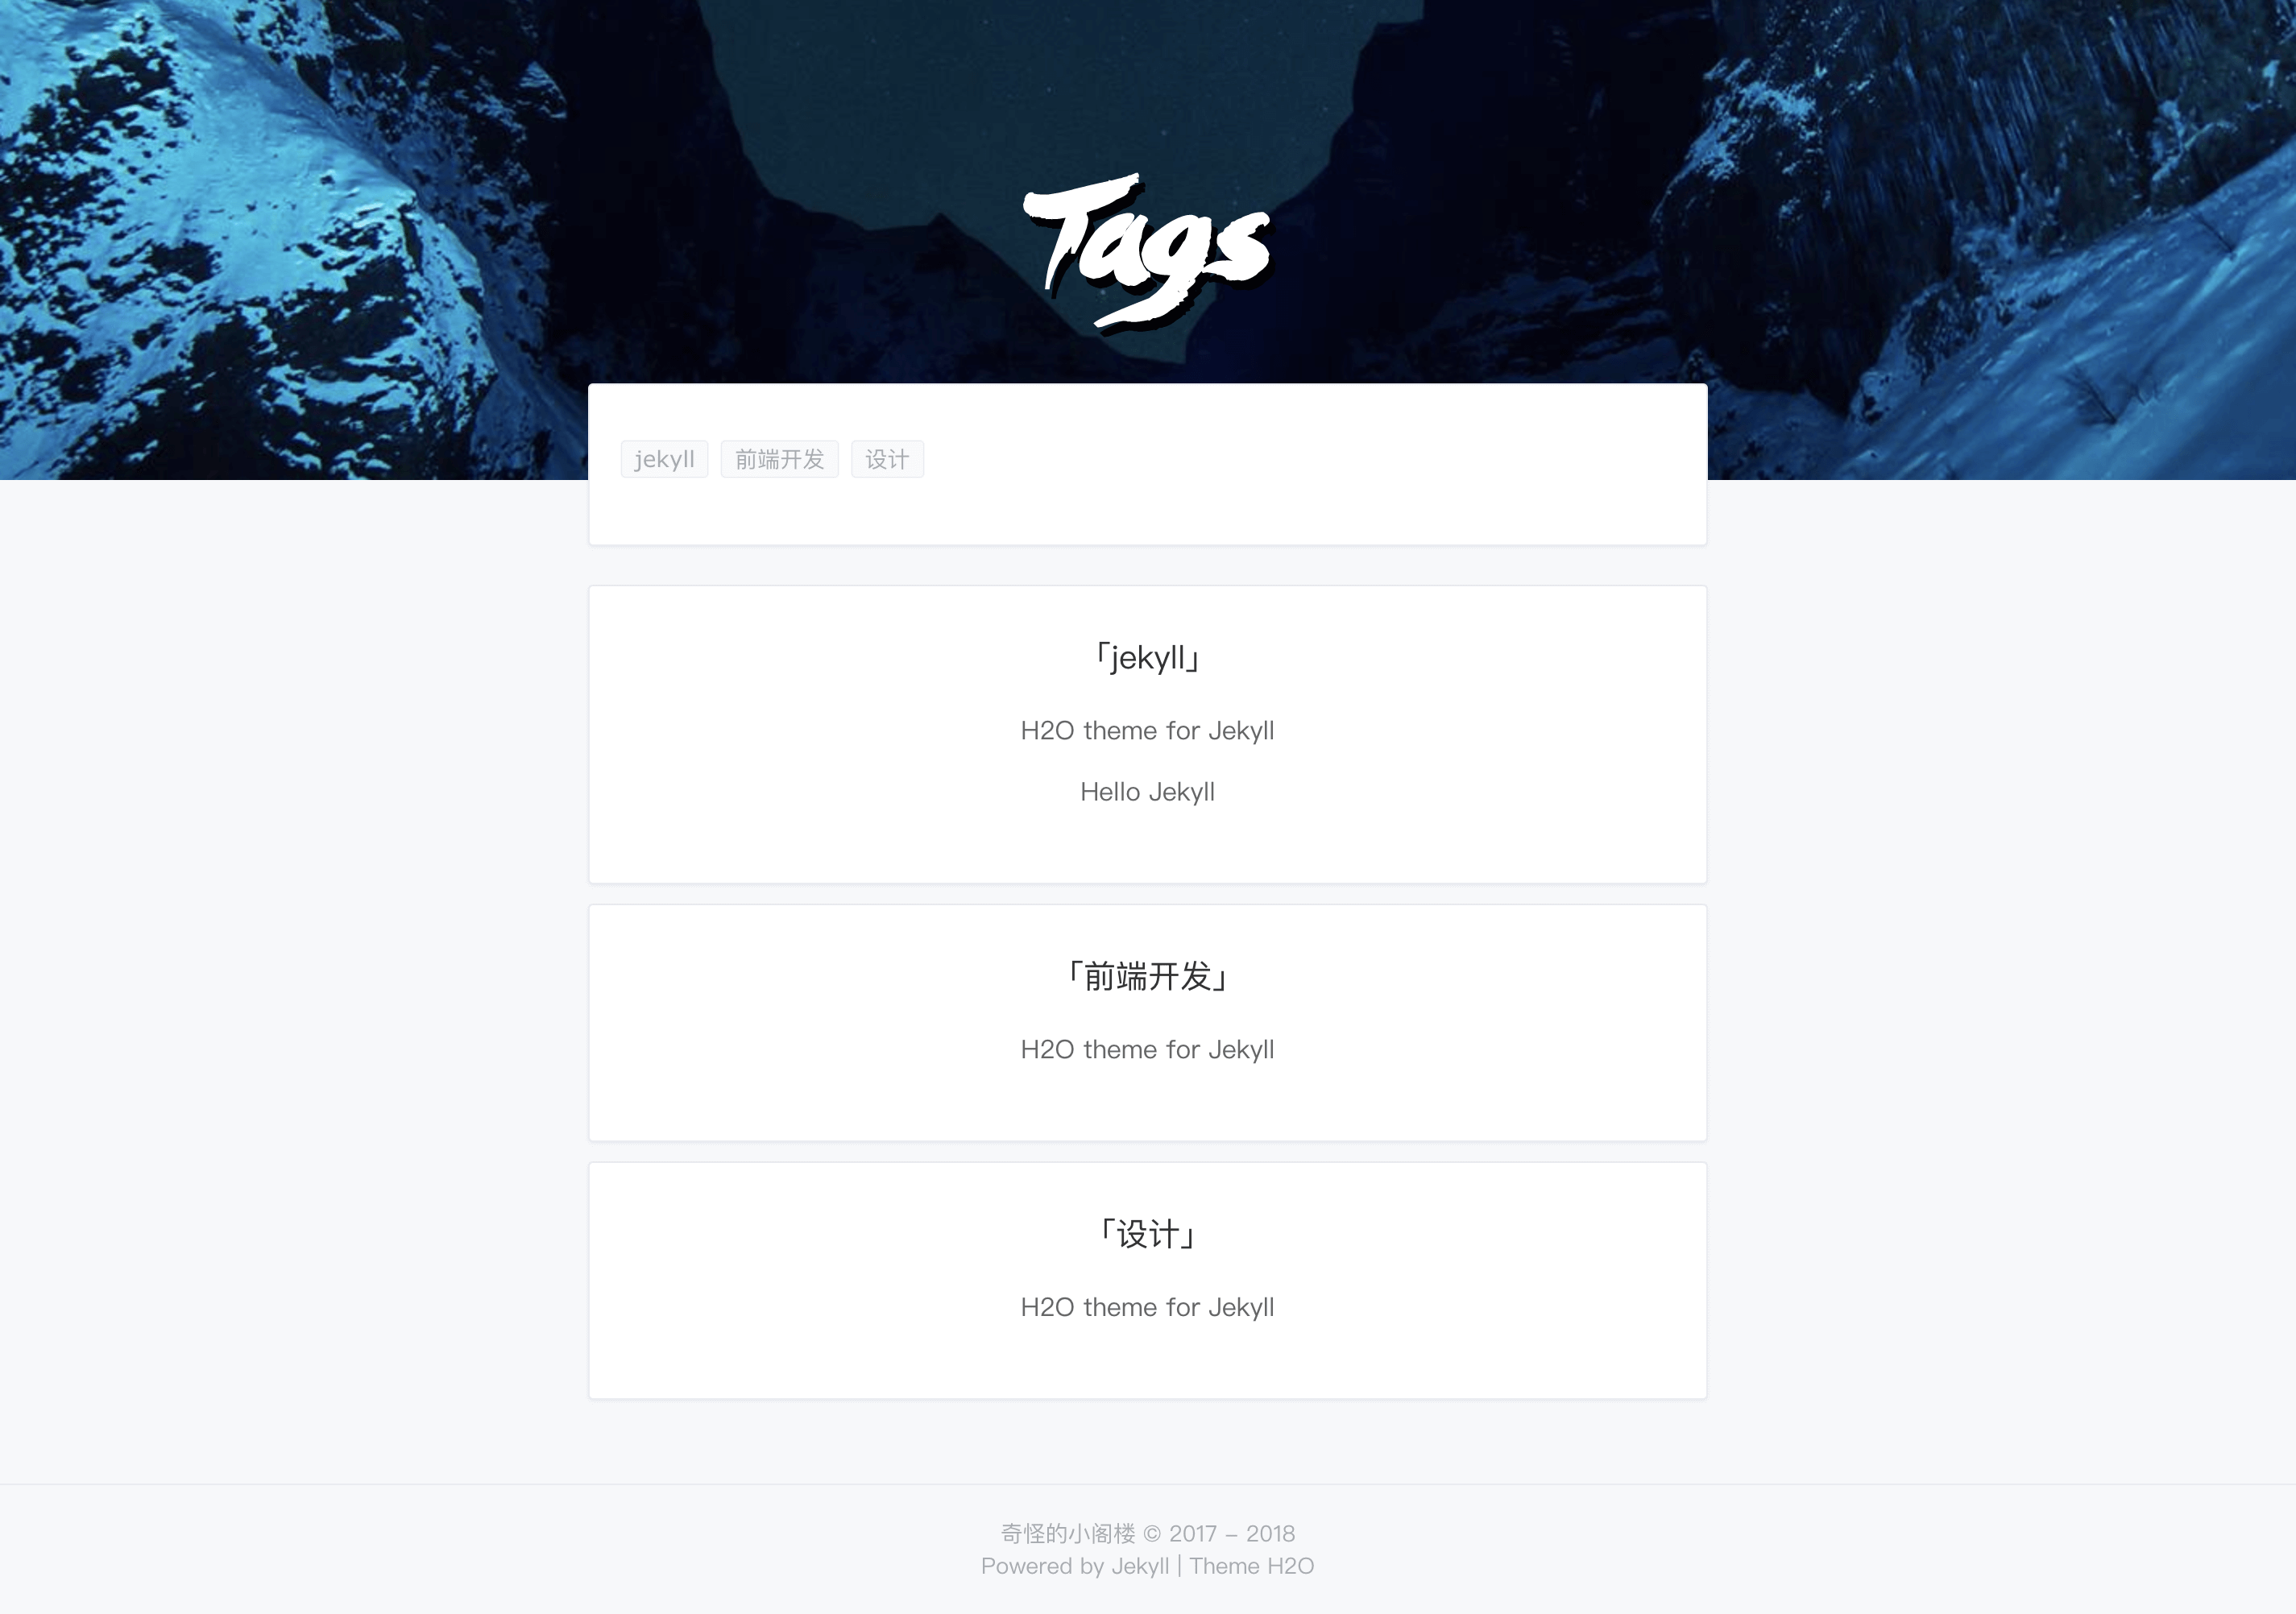 Tags
jekyll 前端开发 设计
「jekyll」
H2O theme for Jekyll
Hello Jekyll
「前端开发」
H2O theme for Jekyll
「设计」
H2O theme for Jekyll
奇怪的小阁楼 © 2017 - 2018
Powered by Jekyll | Theme H2O